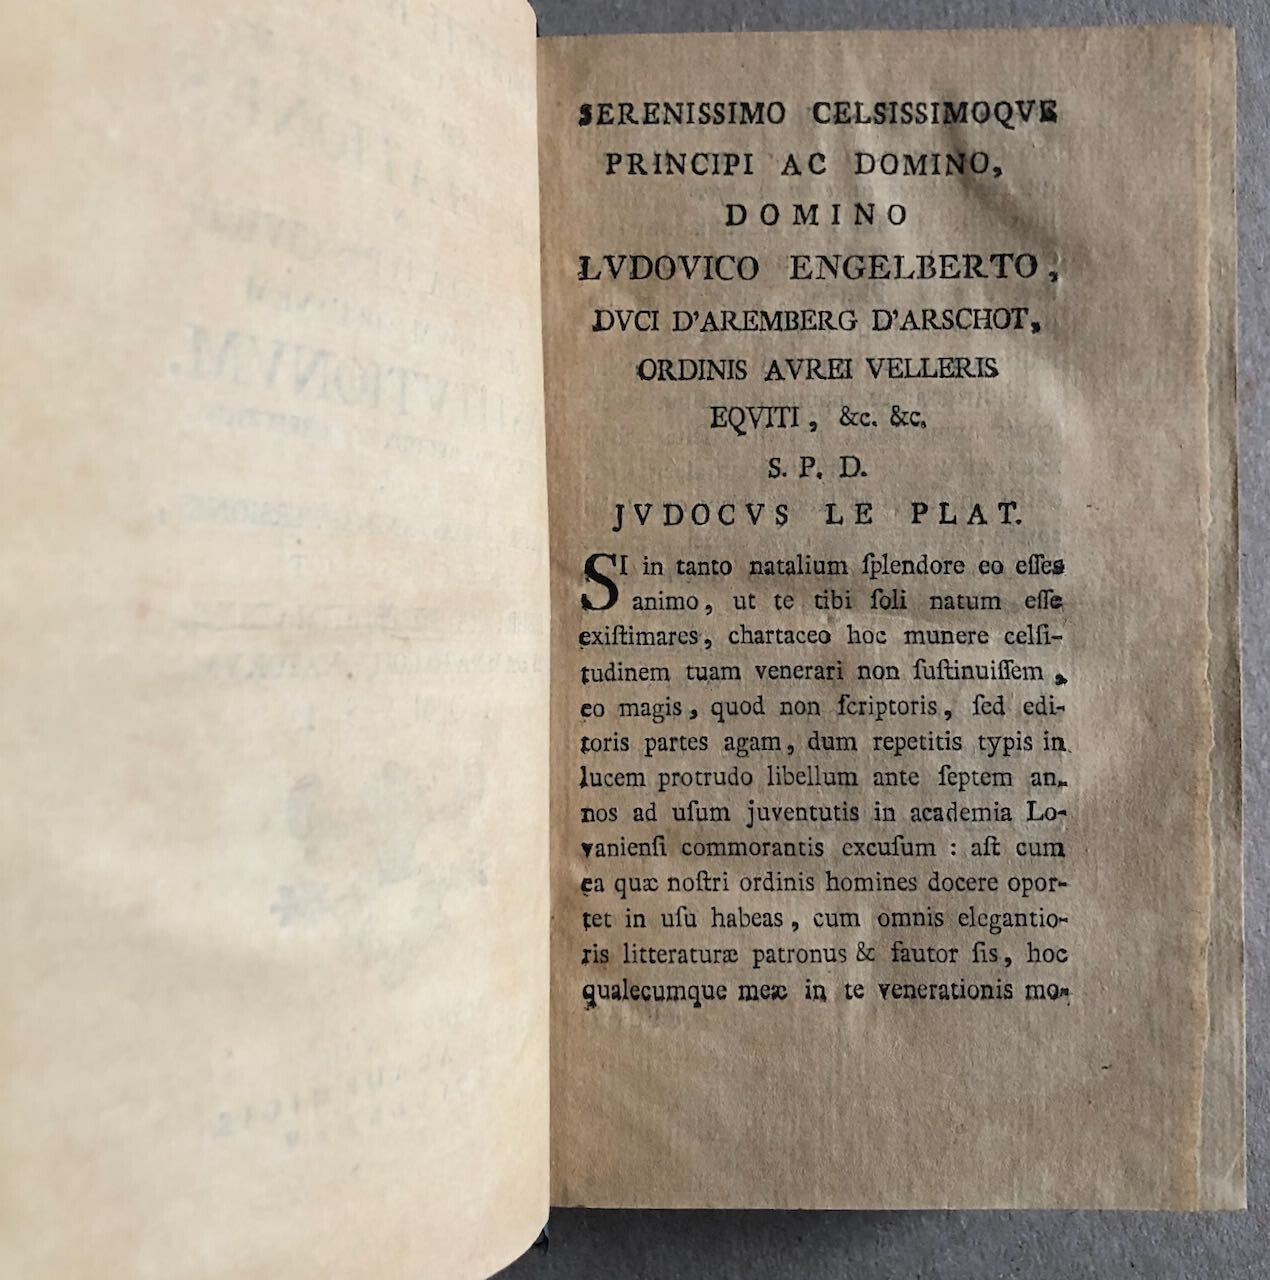 SERENISSIMO CELSISSIMOQVE
PRINCIPI AC DOMINO,
DOMINO
LVDOVICO ENGELBERTO,
DVCI D'AREMBERG D'ARSCHOT,
ORDINIS AVREI VELLERIS
EQVITI, &c. &c.
S. P. D.
JVDOCVS LE PLAT.
SI in tanto natalium ſplendore eo eſſes
animo, ut te tibi ſoli natum eſſe
exiſtimares, chartaceo hoc munere celſi-
tudinem tuam venerari non ſuſtinuiſſem,
eo magis, quod non ſcriptoris, ſed edi-
toris partes agam, dum repetitis typis in
lucem protrudo libellum ante ſeptem an-
nos ad uſum juventutis in academia Lo-
vanienſi commorantis excuſum : aſt cum
ea quæ noſtri ordinis homines docere opor-
tet in uſu habeas, cum omnis elegantio-
ris litteraturæ patronus & fautor ſis, hoc
qualecumque meæ in te venerationis mo-